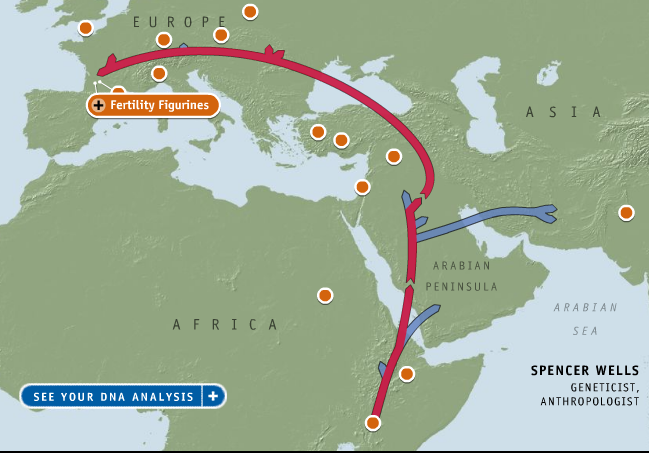 EUROPE
Fertility Figurines
ASIA
ARABIAN
PENINSULA
AFRICA
ARABIAN
SEA
SPENCER WELLS
GENETICIST,
ANTHROPOLOGIST
SEE YOUR DNA ANALYSIS